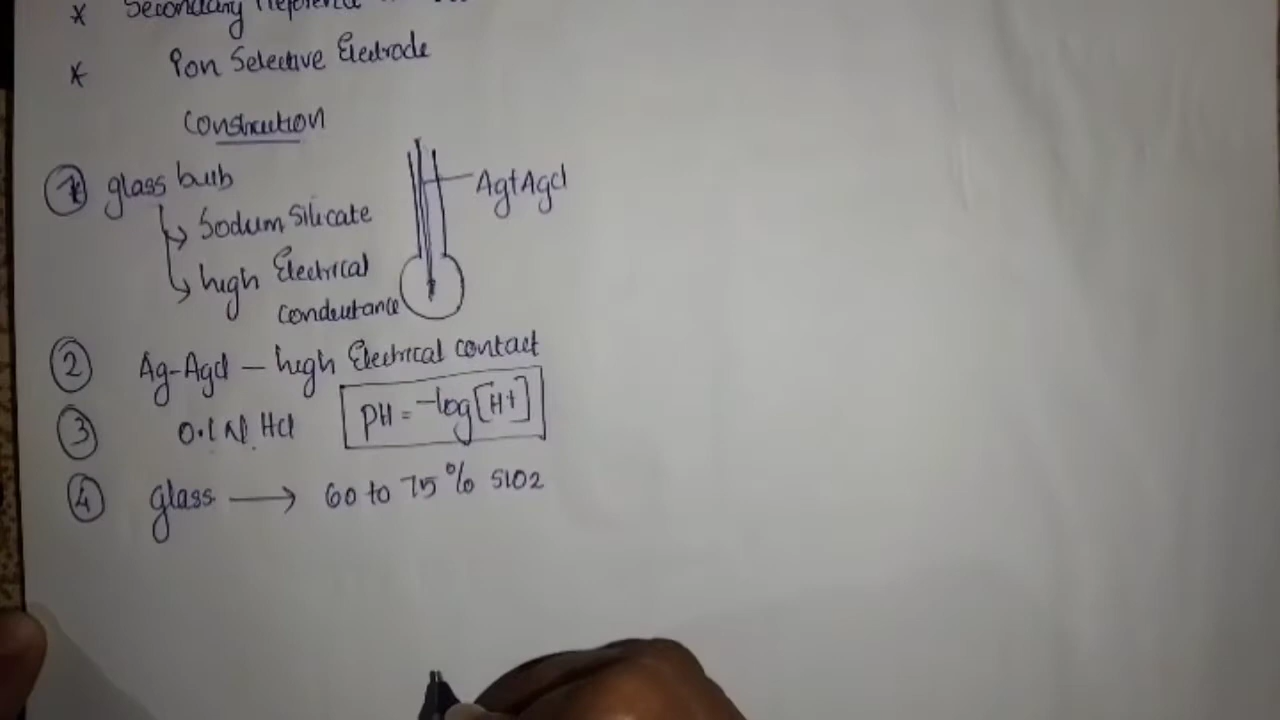 * Secondary
* Ion Selective Electrode
Construction
1 glass bulb
Sodium Silicate
high Electrical
conductance
Ag+Agcl
2 Ag-Agcl - high Electrical contact
3 0.1 N HCl
PH = -log[H+]
4 glass → 60 to 75% SiO2